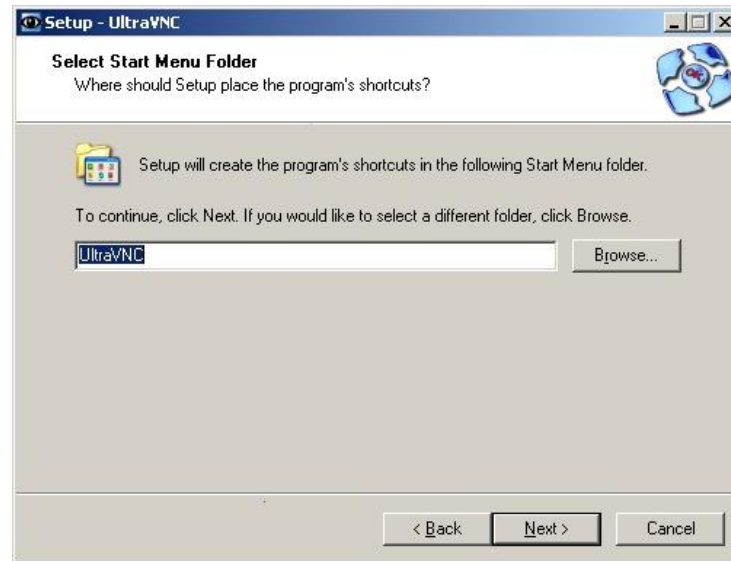 Setup - UltraVNC
Select Start Menu Folder
Where should Setup place the program's shortcuts?
Setup will create the program's shortcuts in the following Start Menu folder.
To continue, click Next. If you would like to select a different folder, click Browse.
UltraVNC
Browse...
< Back
Next >
Cancel